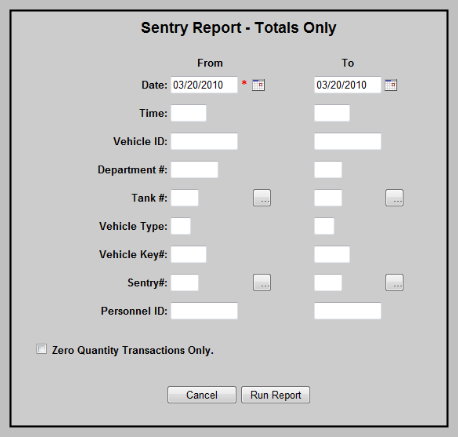 Sentry Report - Totals Only
From To
Date: 03/20/2010 * 03/20/2010
Time:
Vehicle ID:
Department #:
Tank #: ... ...
Vehicle Type:
Vehicle Key#:
Sentry#: ... ...
Personnel ID:
Zero Quantity Transactions Only.
Cancel Run Report